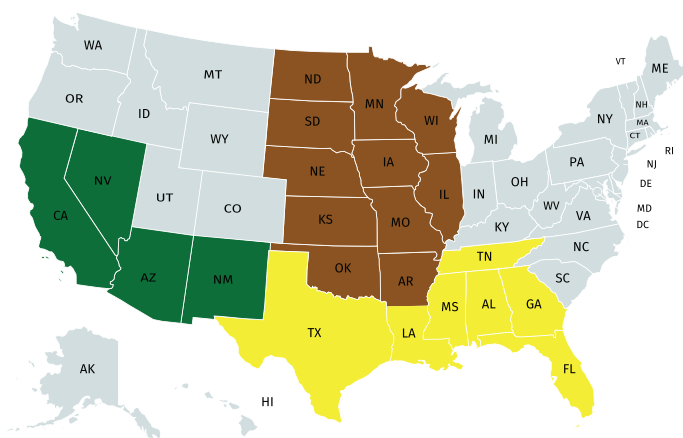 WA
MT
ND
MN
VT
ME
OR
ID
SD
WI
MI
NY
NH
MA
CT
WY
IA
RI
NE
PA
NJ
NV
UT
CO
IL
IN
OH
DE
CA
KS
MO
KY
WV
VA
MD
DC
AZ
NM
OK
AR
TN
NC
SC
TX
LA
MS
AL
GA
AK
HI
FL